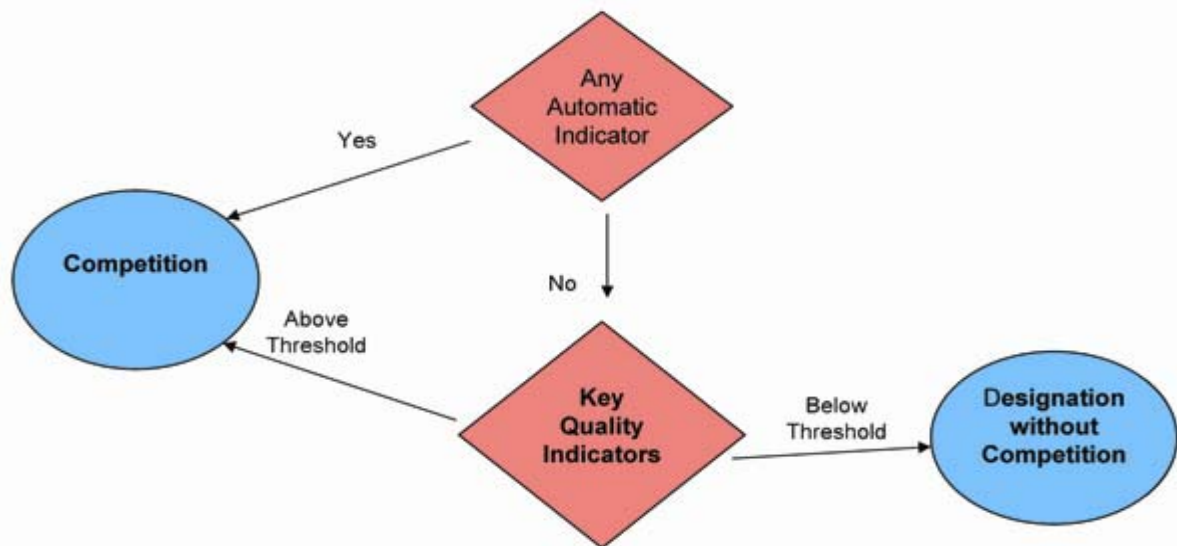 Any
Automatic
Indicator
Yes
Competition
No
Above
Threshold
Key
Quality
Indicators
Below
Threshold
Designation
without
Competition